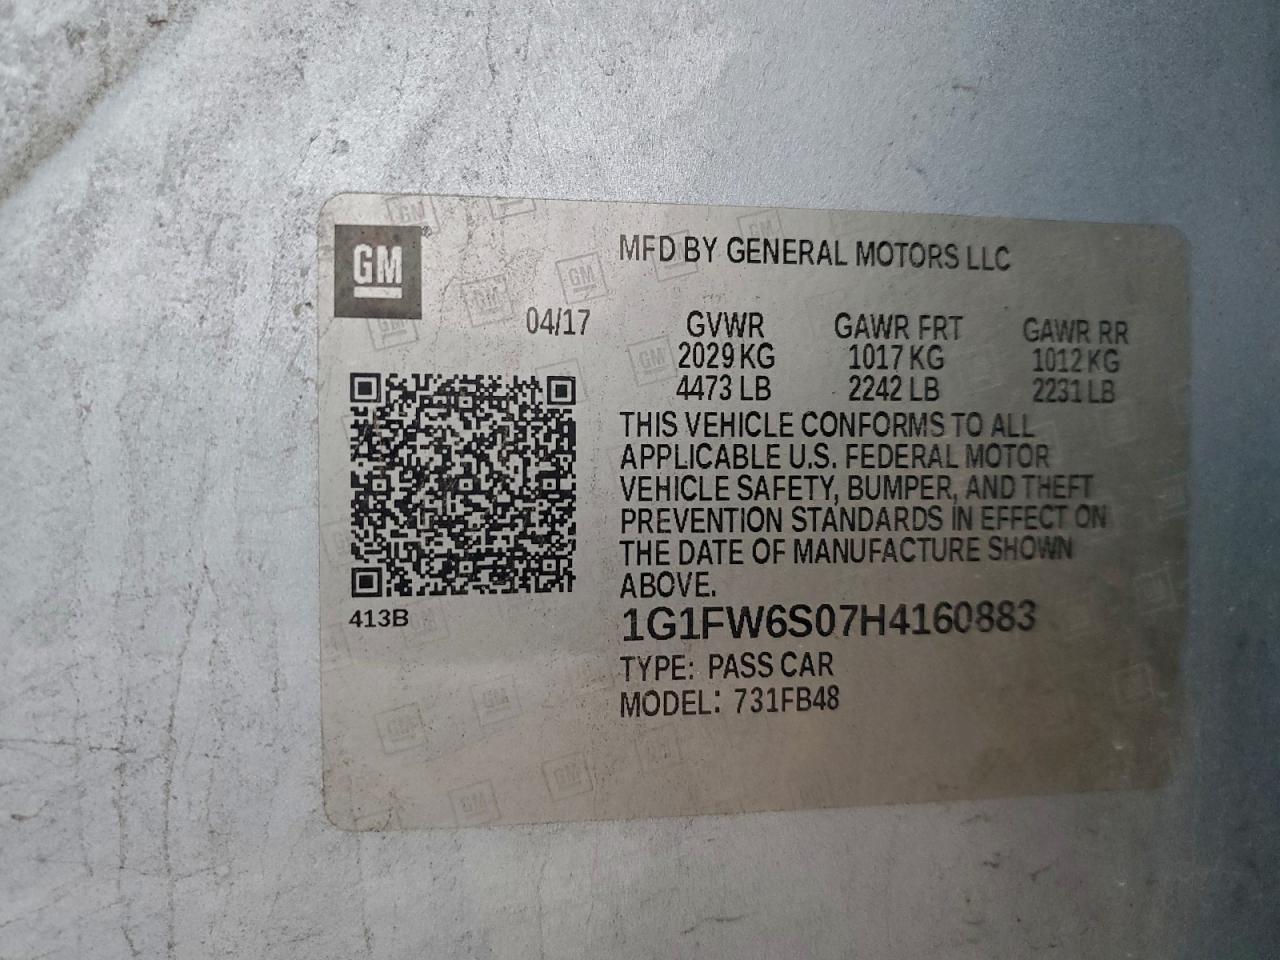 GM
MFD BY GENERAL MOTORS LLC
04/17
GVWR GAWR FRT GAWR RR
2029 KG 1017 KG 1012 KG
4473 LB 2242 LB 2231 LB
THIS VEHICLE CONFORMS TO ALL
APPLICABLE U.S. FEDERAL MOTOR
VEHICLE SAFETY, BUMPER, AND THEFT
PREVENTION STANDARDS IN EFFECT ON
THE DATE OF MANUFACTURE SHOWN
ABOVE.
413B
1G1FW6S07H4160883
TYPE: PASS CAR
MODEL: 731FB48